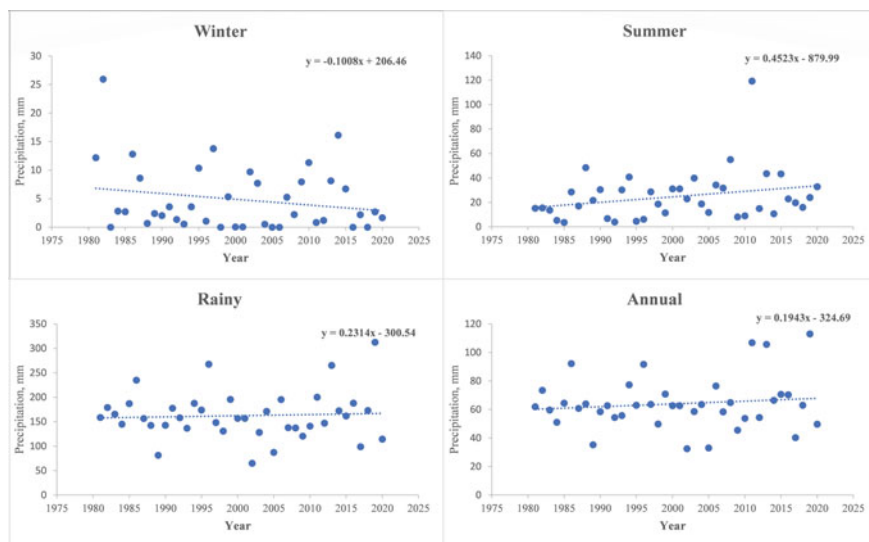 Winter
y = -0.1008x + 206.46
30
25
20
15
10
5
0
Precipitation, mm
1975 1980 1985 1990 1995 2000 2005 2010 2015 2020 2025
Year
Summer
y = 0.4523x - 879.99
140
120
100
80
60
40
20
0
Precipitation, mm
1975 1980 1985 1990 1995 2000 2005 2010 2015 2020 2025
Year
Rainy
y = 0.2314x - 300.54
350
300
250
200
150
100
50
0
Precipitation, mm
1975 1980 1985 1990 1995 2000 2005 2010 2015 2020 2025
Year
Annual
y = 0.1943x - 324.69
120
100
80
60
40
20
0
Precipitation, mm
1975 1980 1985 1990 1995 2000 2005 2010 2015 2020 2025
Year